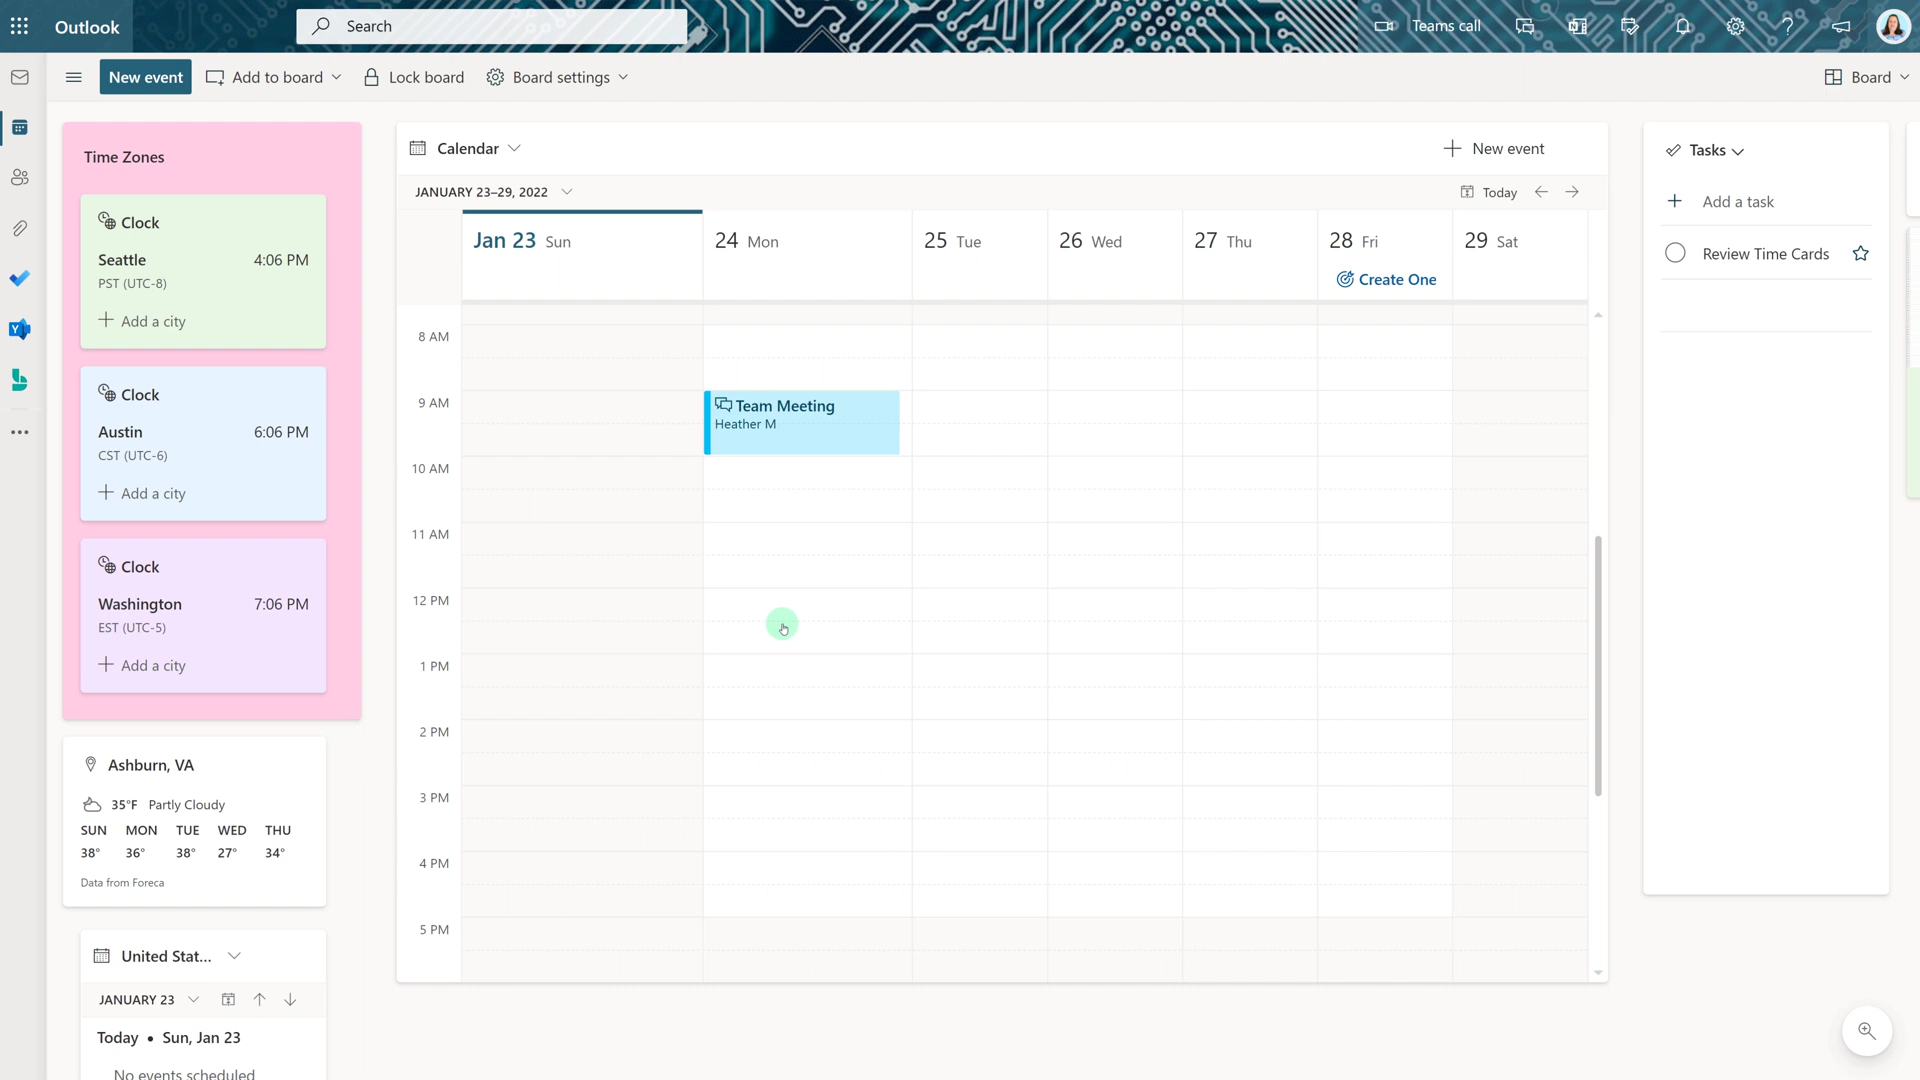 Outlook
Search
Teams call
New event
Add to board
Lock board
Board settings
Board
Time Zones
Clock
Seattle 4:06 PM
PST (UTC-8)
Add a city
Clock
Austin 6:06 PM
CST (UTC-6)
Add a city
Clock
Washington 7:06 PM
EST (UTC-5)
Add a city
Ashburn, VA
35°F Partly Cloudy
SUN MON TUE WED THU
38° 36° 38° 27° 34°
Data from Foreca
United Stat...
JANUARY 23
Today • Sun, Jan 23
No events scheduled
Calendar
New event
JANUARY 23–29, 2022
Today
Jan 23 Sun
24 Mon
25 Tue
26 Wed
27 Thu
28 Fri
29 Sat
Create One
8 AM
9 AM
Team Meeting
Heather M
10 AM
11 AM
12 PM
1 PM
2 PM
3 PM
4 PM
5 PM
Tasks
Add a task
Review Time Cards